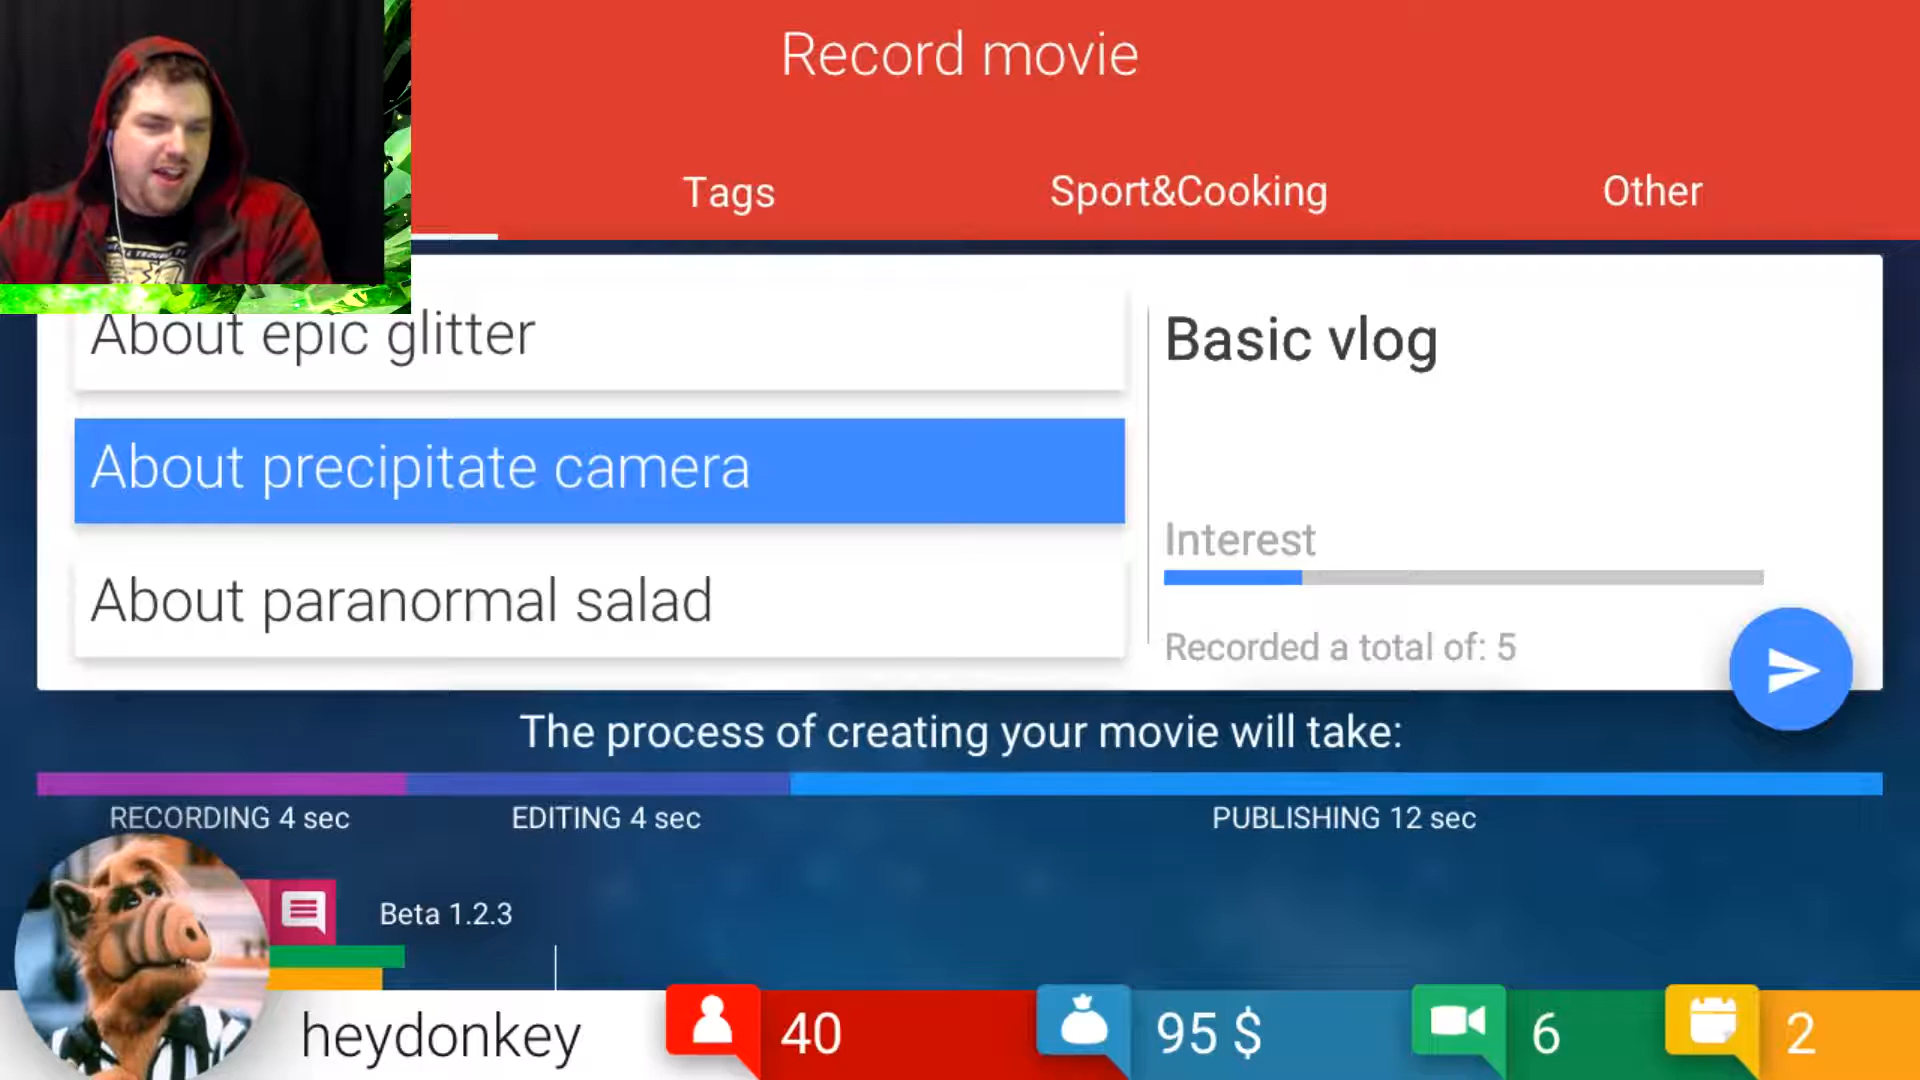 Record movie
Tags
Sport&Cooking
Other
About epic glitter
About precipitate camera
About paranormal salad
Basic vlog
Interest
Recorded a total of: 5
The process of creating your movie will take:
RECORDING 4 sec
EDITING 4 sec
PUBLISHING 12 sec
Beta 1.2.3
heydonkey
40
95 $
6
2